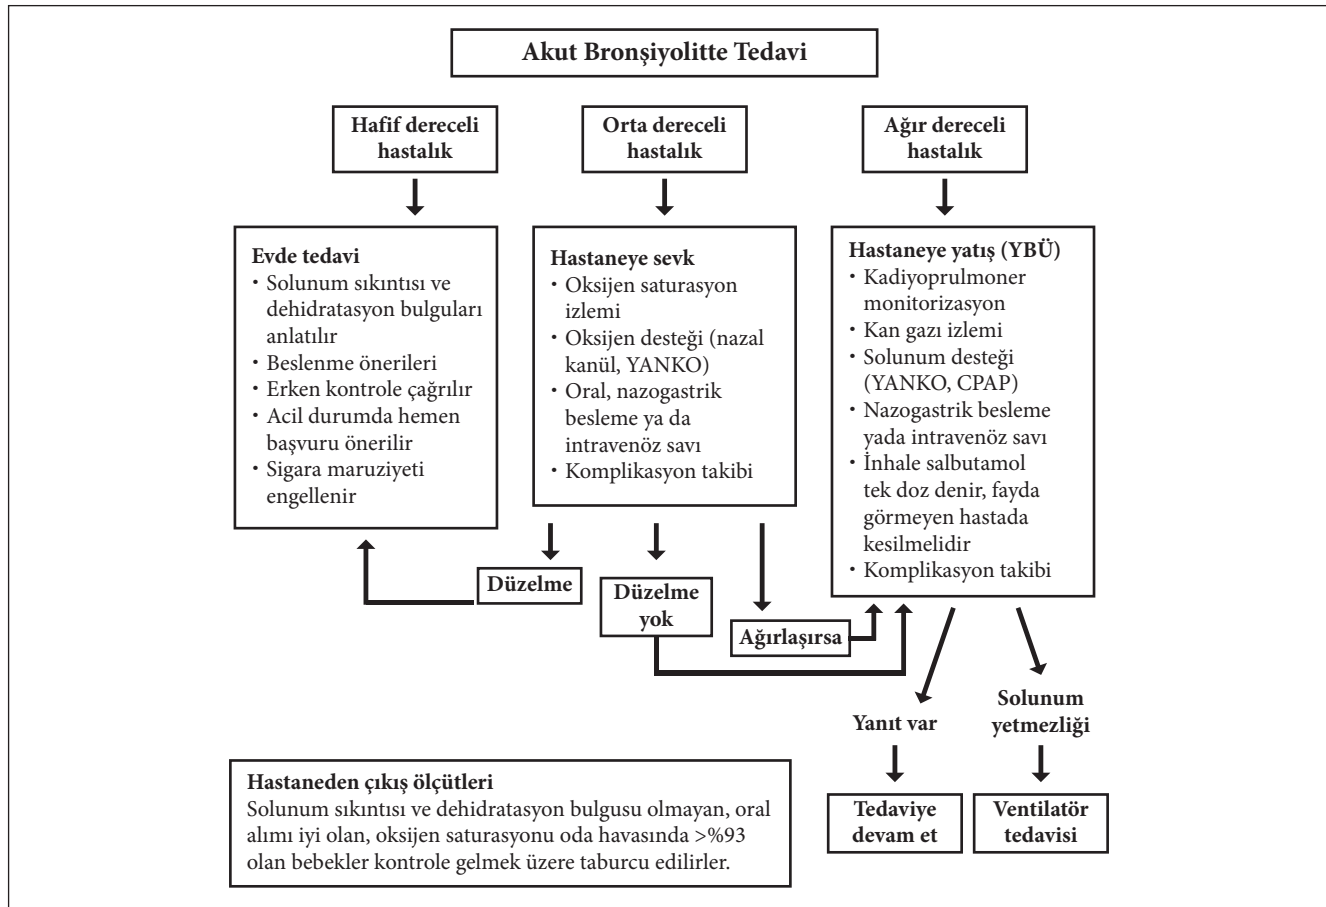 Akut Bronşiyolitte Tedavi
Hafif dereceli
hastalık
Orta dereceli
hastalık
Ağır dereceli
hastalık
Evde tedavi
• Solunum sıkıntısı ve
dehidratasyon bulguları
anlatılır
• Beslenme önerileri
• Erken kontrole çağrılır
• Acil durumda hemen
başvuru önerilir
• Sigara maruziyeti
engellenir
Hastaneye sevk
• Oksijen saturasyon
izlemi
• Oksijen desteği (nazal
kanül, YANKO)
• Oral, nazogastrik
besleme ya da
intravenöz savı
• Komplikasyon takibi
Hastaneye yatış (YBÜ)
• Kadiyoprulmoner
monitorizasyon
• Kan gazı izlemi
• Solunum desteği
(YANKO, CPAP)
• Nazogastrik besleme
yada intravenöz savı
• İnhale salbutamol
tek doz denir, fayda
görmeyen hastada
kesilmelidir
• Komplikasyon takibi
Düzelme
Düzelme
yok
Ağırlaşırsa
Yanıt var
Solunum
yetmezliği
Tedaviye
devam et
Ventilatör
tedavisi
Hastaneden çıkış ölçütleri
Solunum sıkıntısı ve dehidratasyon bulgusu olmayan, oral
alımı iyi olan, oksijen saturasyonu oda havasında >%93
olan bebekler kontrole gelmek üzere taburcu edilirler.